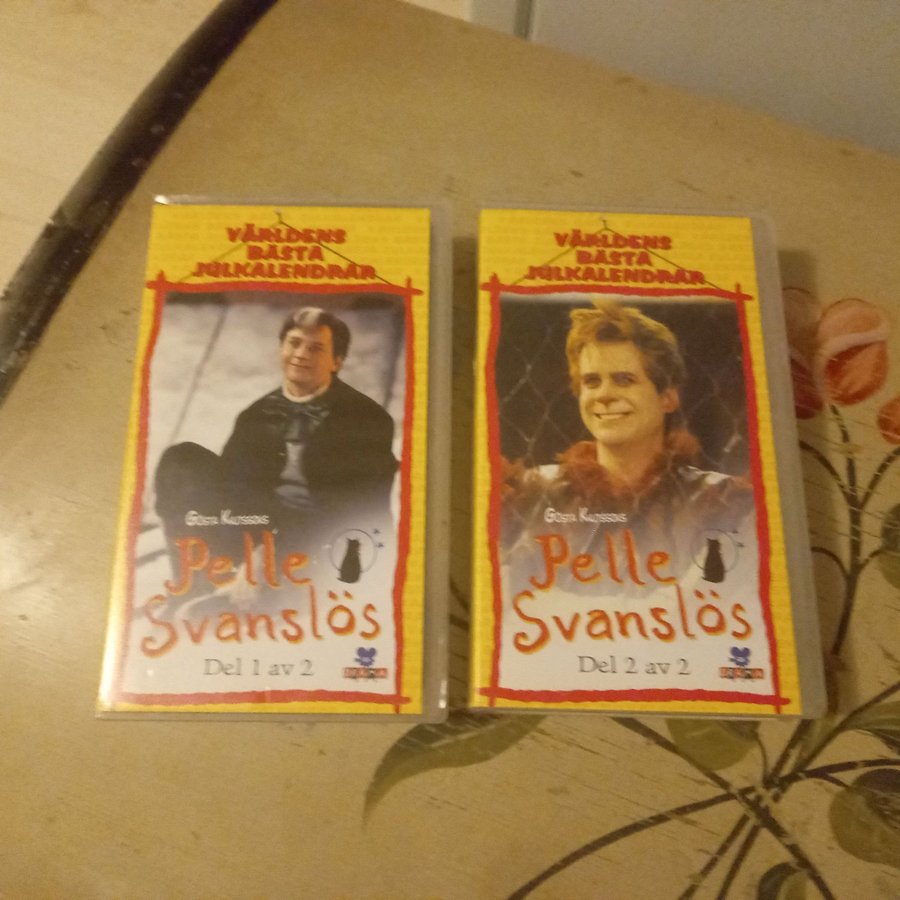 VÄRLDENS
BÄSTA
JULKALENDRAR
GÖSTA KNUTSSONS
Pelle
Svanslös
Del 1 av 2
VÄRLDENS
BÄSTA
JULKALENDRAR
GÖSTA KNUTSSONS
Pelle
Svanslös
Del 2 av 2